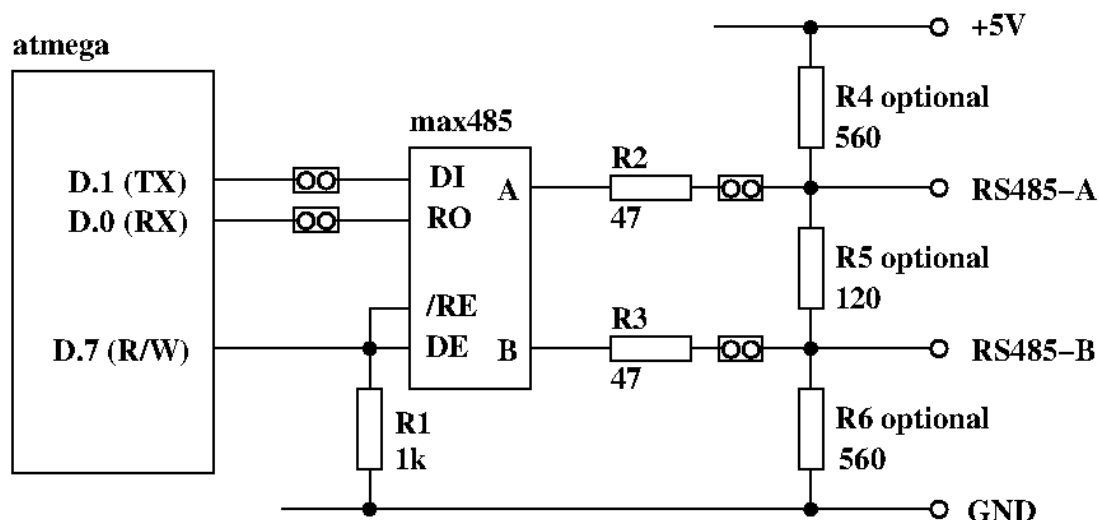 +5V
atmega
R4 optional
560
max485
D.1 (TX)
DI
A
R2
47
RS485-A
D.0 (RX)
RO
R5 optional
120
/RE
D.7 (R/W)
DE
B
R3
47
RS485-B
R1
1k
R6 optional
560
GND